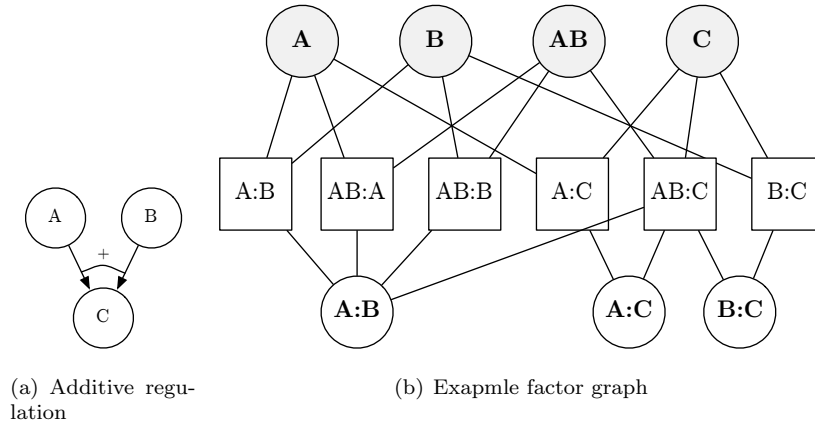 A B AB C
A:B AB:A AB:B A:C AB:C B:C
A B
+
C
A:B A:C B:C
(a) Additive regu-
lation
(b) Exapmle factor graph